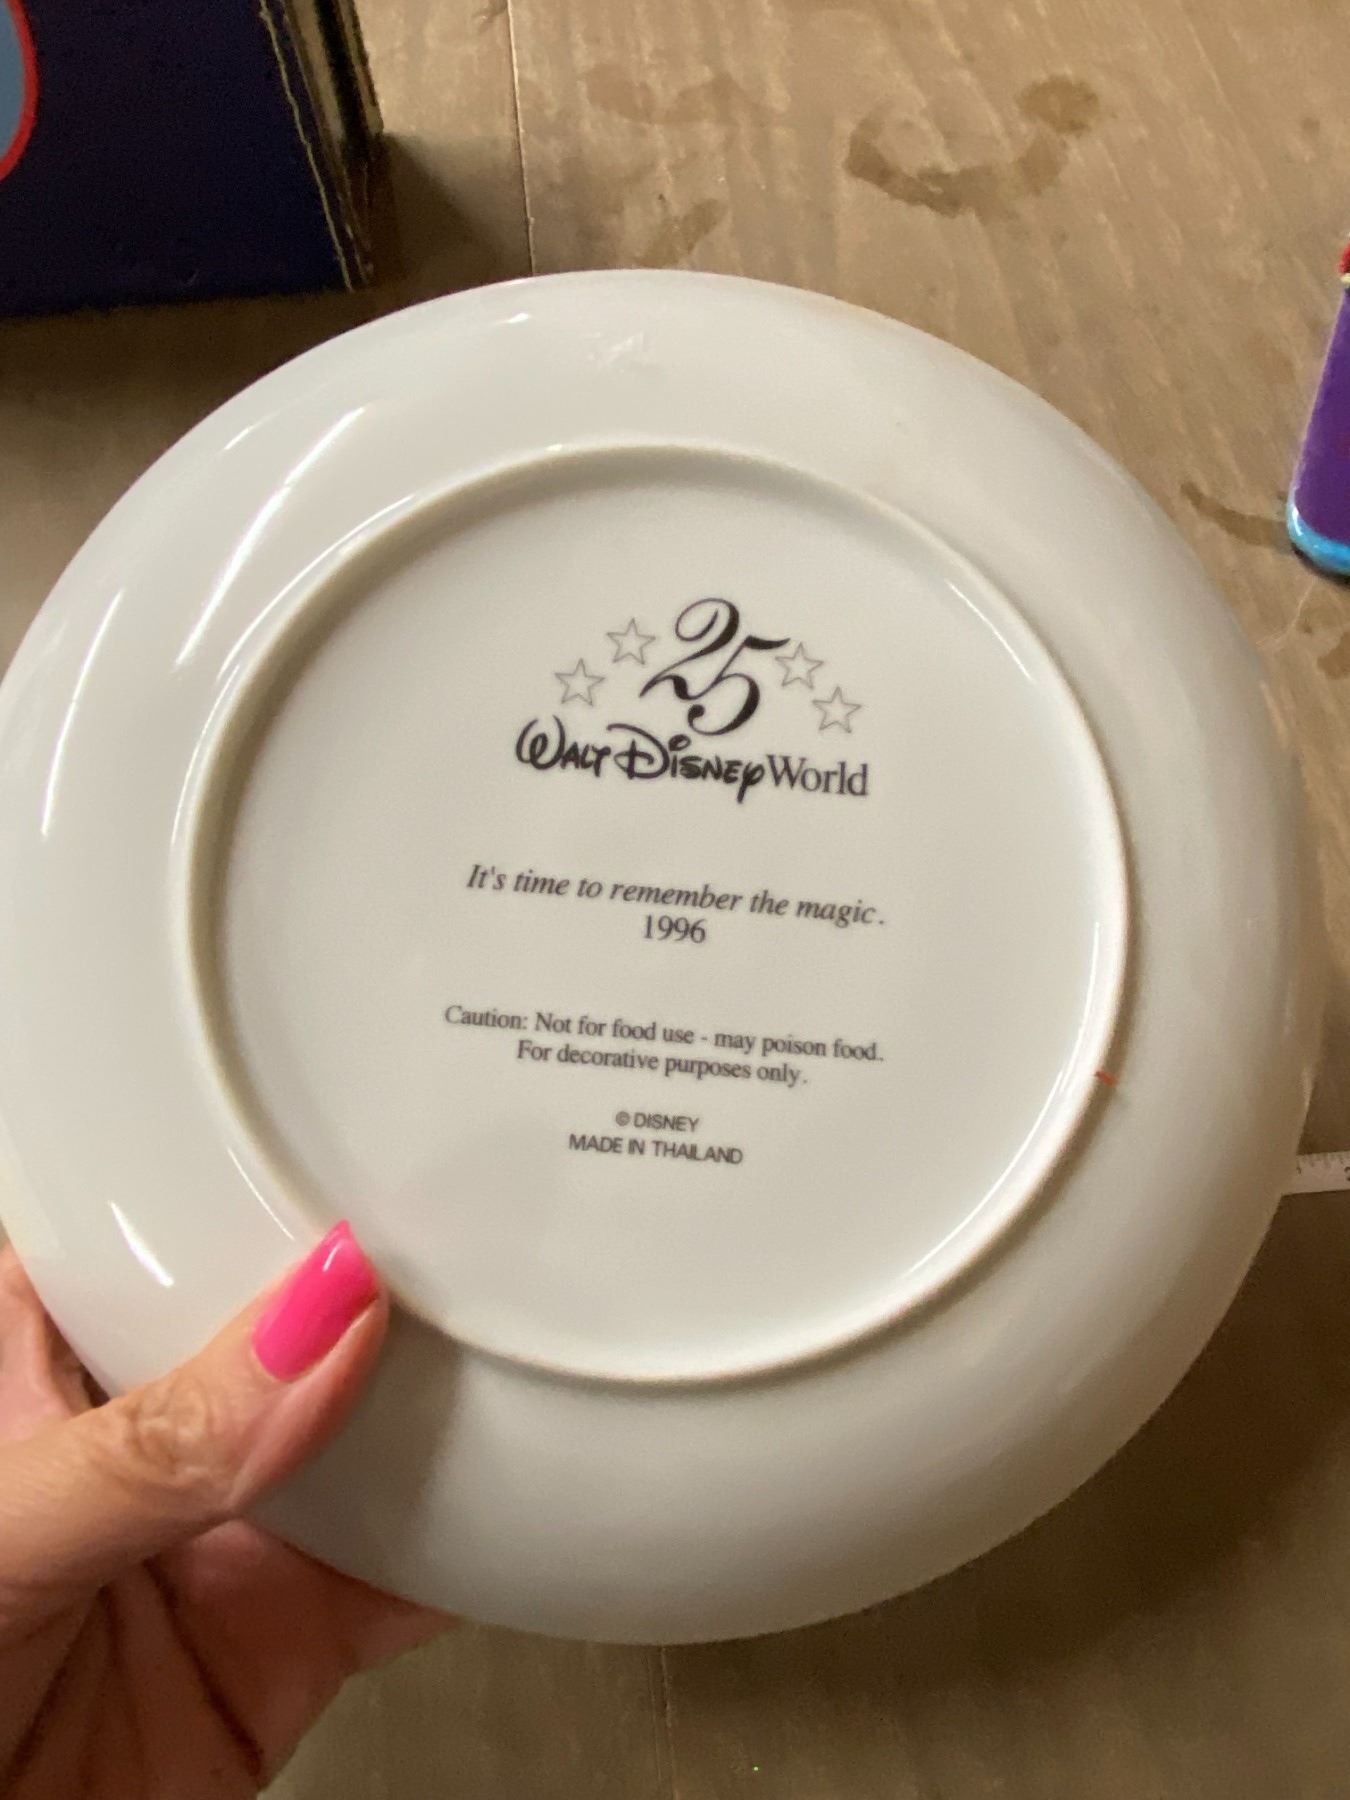 25
Walt Disney World
It's time to remember the magic.
1996
Caution: Not for food use - may poison food.
For decorative purposes only.
© DISNEY
MADE IN THAILAND